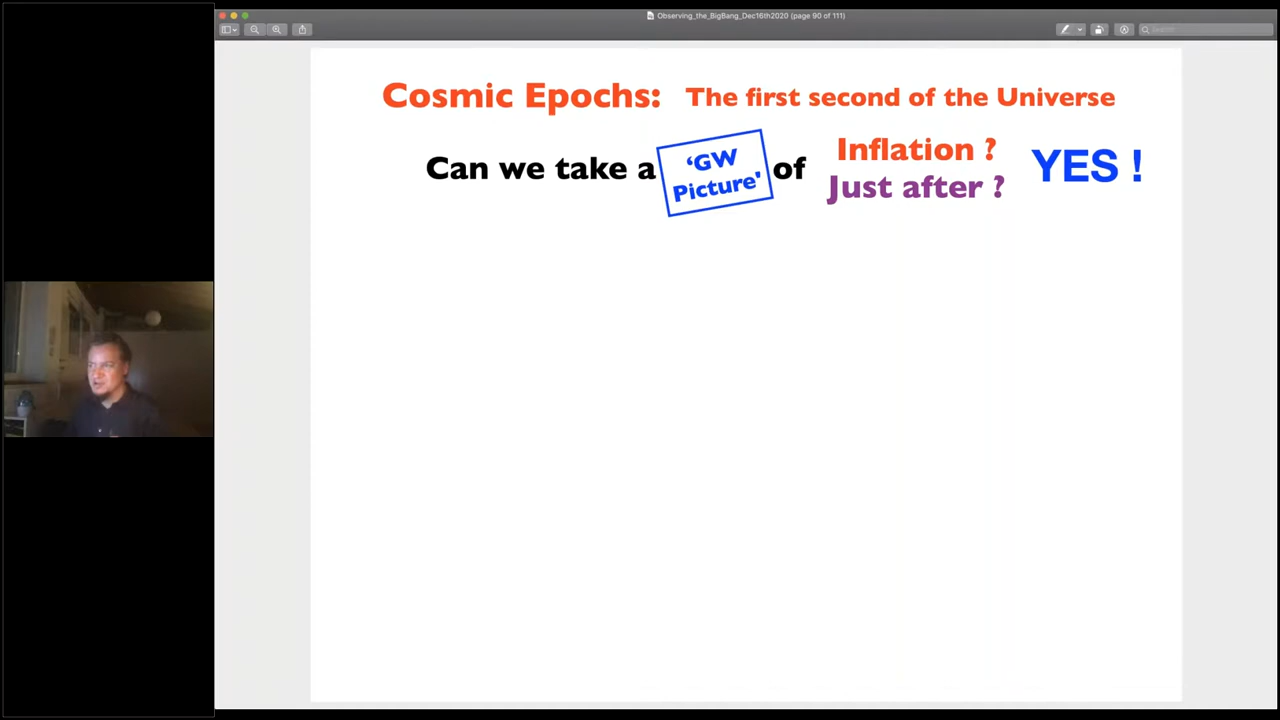 Observing_the_BigBang_Dec16th2020 (page 90 of 111)
Search
Cosmic Epochs: The first second of the Universe
Can we take a 'GW Picture' of Inflation ? Just after ? YES !